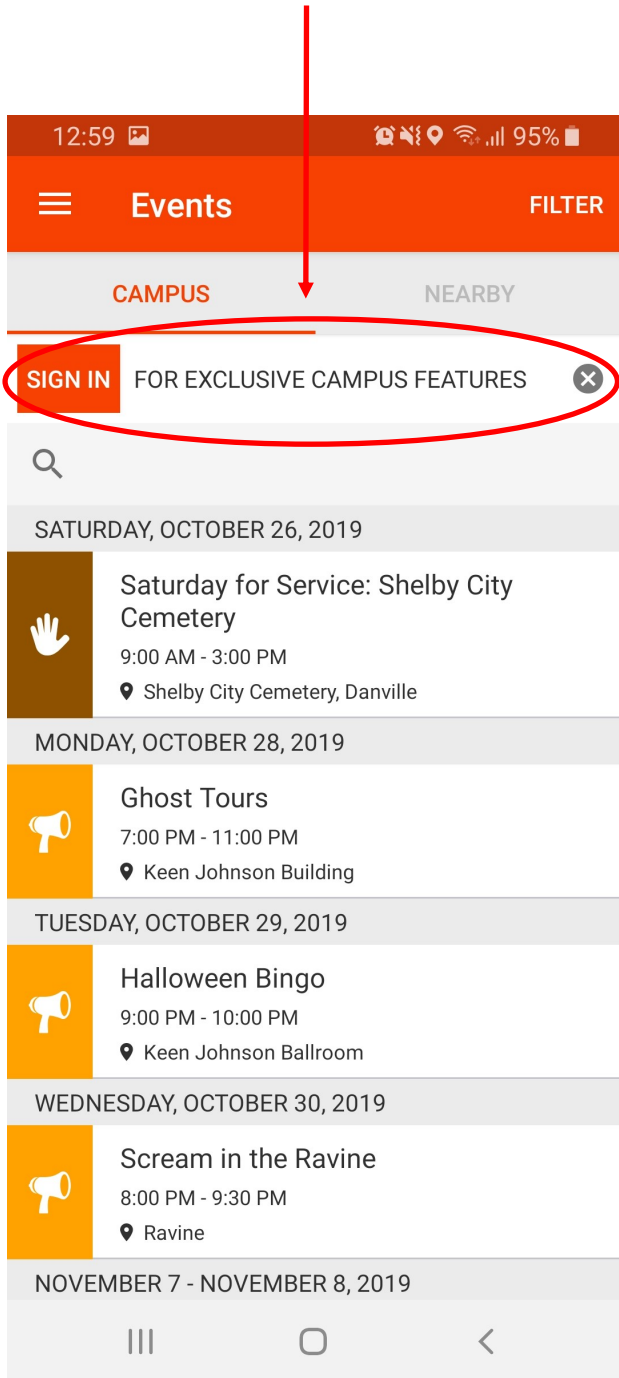 12:59 95%
Events FILTER
CAMPUS NEARBY
SIGN IN FOR EXCLUSIVE CAMPUS FEATURES
SATURDAY, OCTOBER 26, 2019
Saturday for Service: Shelby City
Cemetery
9:00 AM - 3:00 PM
Shelby City Cemetery, Danville
MONDAY, OCTOBER 28, 2019
Ghost Tours
7:00 PM - 11:00 PM
Keen Johnson Building
TUESDAY, OCTOBER 29, 2019
Halloween Bingo
9:00 PM - 10:00 PM
Keen Johnson Ballroom
WEDNESDAY, OCTOBER 30, 2019
Scream in the Ravine
8:00 PM - 9:30 PM
Ravine
NOVEMBER 7 - NOVEMBER 8, 2019